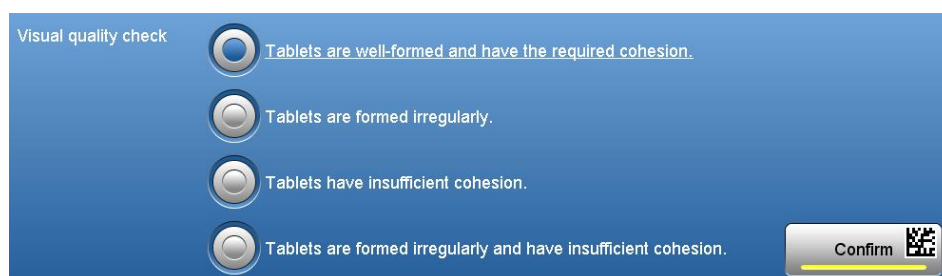 Visual quality check
Tablets are well-formed and have the required cohesion.
Tablets are formed irregularly.
Tablets have insufficient cohesion.
Tablets are formed irregularly and have insufficient cohesion.
Confirm